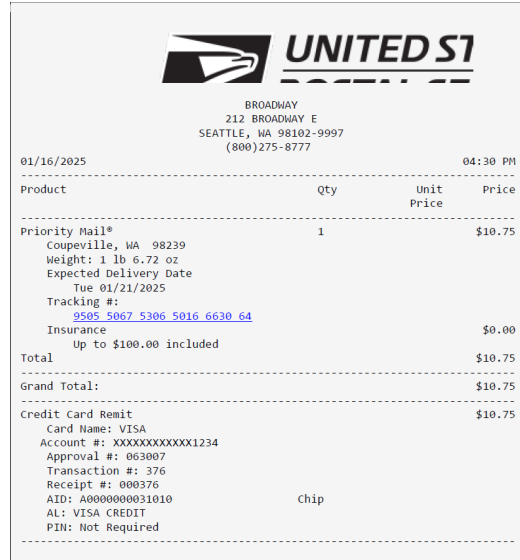 UNITED ST
BROADWAY
212 BROADWAY E
SEATTLE, WA 98102-9997
(800)275-8777
01/16/2025 04:30 PM
Product Qty Unit Price Price
Priority Mail® 1 $10.75
Coupeville, WA 98239
Weight: 1 lb 6.72 oz
Expected Delivery Date
Tue 01/21/2025
Tracking #:
9505 5067 5306 5016 6630 64
Insurance $0.00
Up to $100.00 included
Total $10.75
Grand Total: $10.75
Credit Card Remit $10.75
Card Name: VISA
Account #: XXXXXXXXXXXX1234
Approval #: 063007
Transaction #: 376
Receipt #: 000376
AID: A0000000031010 Chip
AL: VISA CREDIT
PIN: Not Required